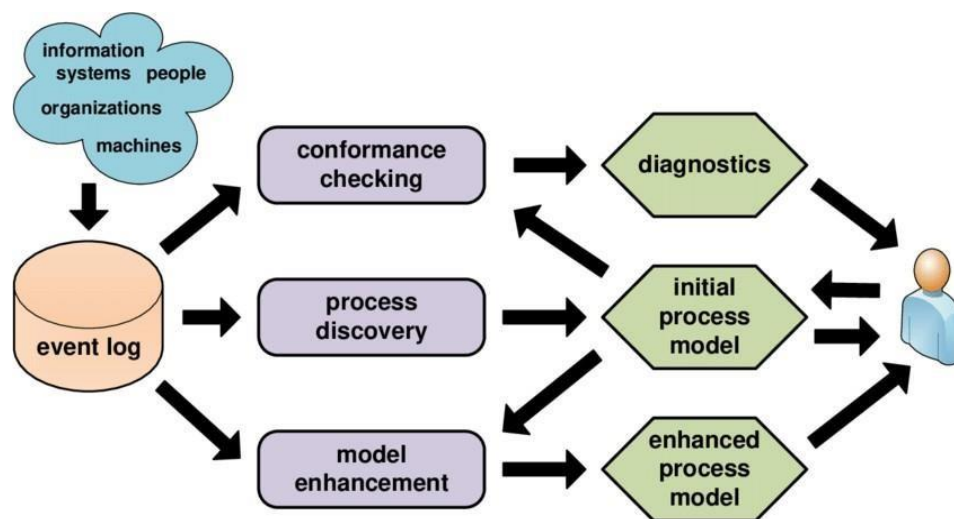 information
systems people
organizations
machines
conformance
checking
diagnostics
event log
process
discovery
initial
process
model
model
enhancement
enhanced
process
model